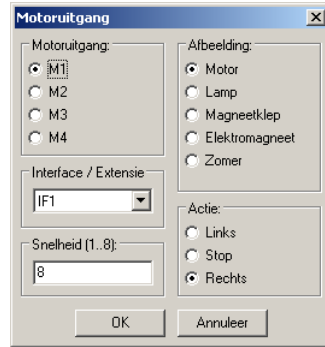 Motoruitgang
Motoruitgang:
M1
M2
M3
M4
Interface / Extensie
IF1
Snelheid (1..8):
8
Afbeelding:
Motor
Lamp
Magneetklep
Elektromagneet
Zomer
Actie:
Links
Stop
Rechts
OK
Annuleer